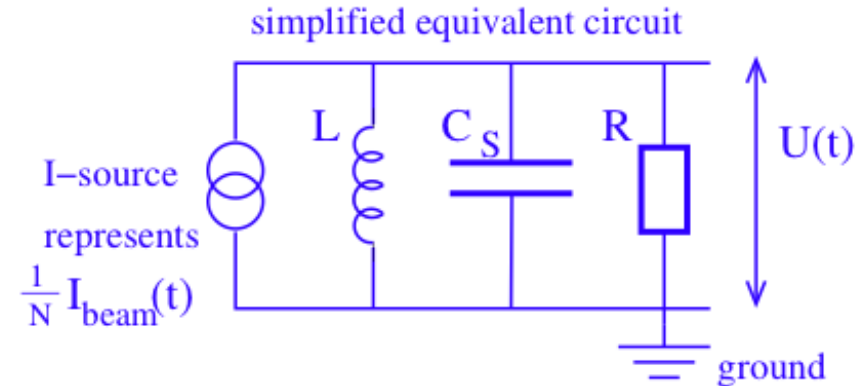 simplified equivalent circuit
L
C S
R
U(t)
I−source
represents
1/N I beam(t)
ground